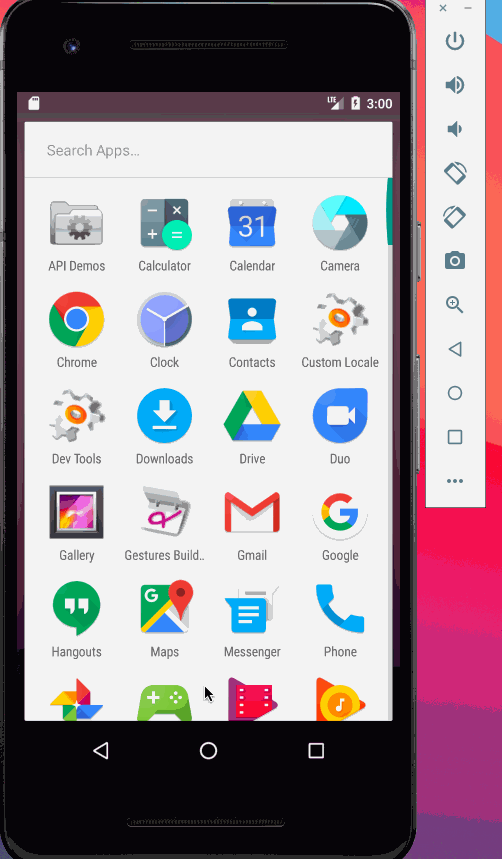 LTE 3:00
Search Apps...
API Demos Calculator Calendar Camera
31
Chrome Clock Contacts Custom Locale
Dev Tools Downloads Drive Duo
Gallery Gestures Build.. Gmail Google
G
Hangouts Maps Messenger Phone